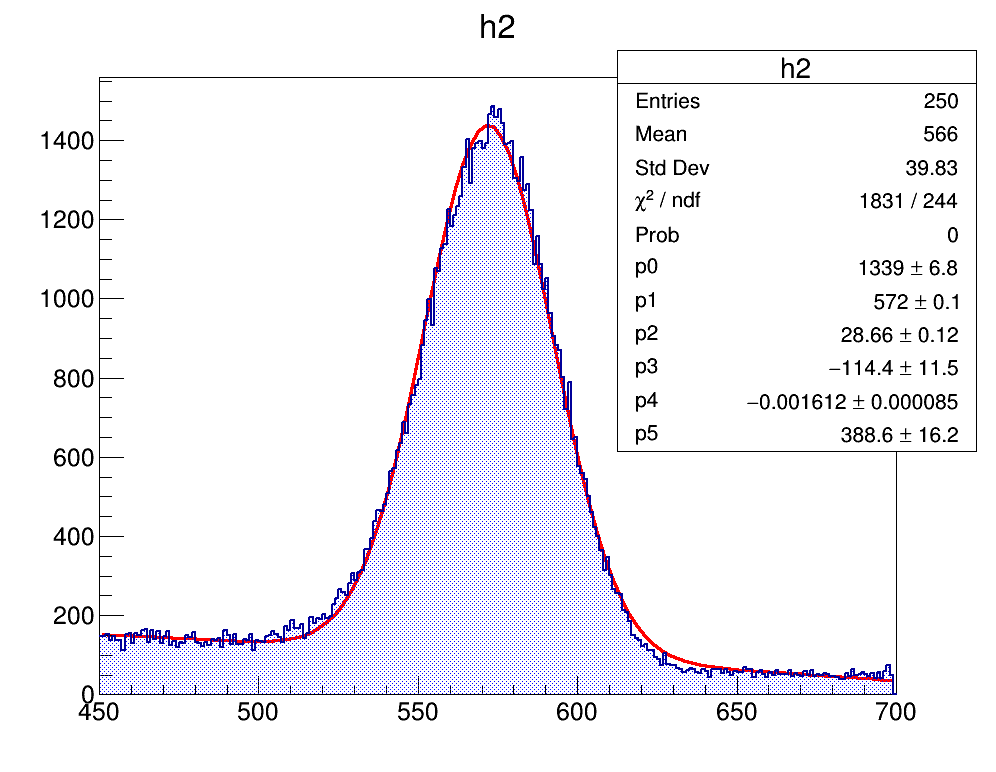 h2
h2
Entries 250
Mean 566
Std Dev 39.83
χ² / ndf 1831 / 244
Prob 0
p0 1339 ± 6.8
p1 572 ± 0.1
p2 28.66 ± 0.12
p3 −114.4 ± 11.5
p4 −0.001612 ± 0.000085
p5 388.6 ± 16.2
1400
1200
1000
800
600
400
200
0
450 500 550 600 650 700